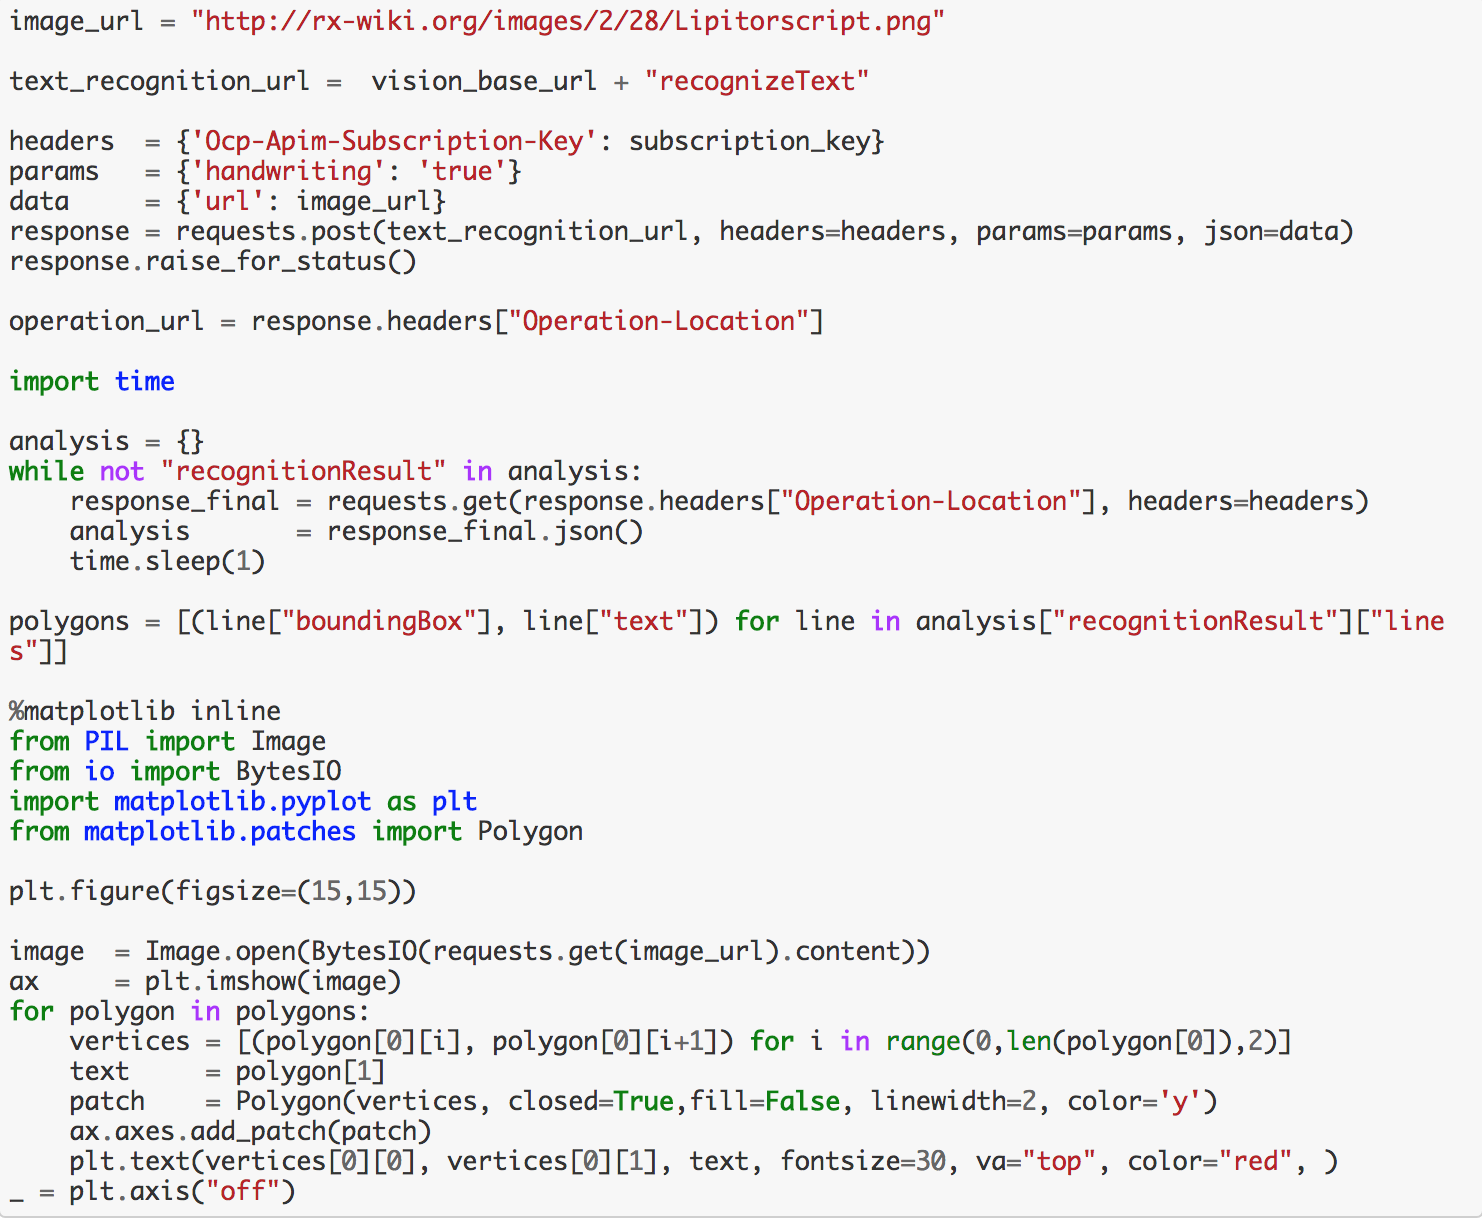 image_url = "http://rx-wiki.org/images/2/28/Lipitorscript.png"
text_recognition_url =  vision_base_url + "recognizeText"
headers  = {'Ocp-Apim-Subscription-Key': subscription_key}
params   = {'handwriting': 'true'}
data     = {'url': image_url}
response = requests.post(text_recognition_url, headers=headers, params=params, json=data)
response.raise_for_status()
operation_url = response.headers["Operation-Location"]
import time
analysis = {}
while not "recognitionResult" in analysis:
    response_final = requests.get(response.headers["Operation-Location"], headers=headers)
    analysis       = response_final.json()
    time.sleep(1)
polygons = [(line["boundingBox"], line["text"]) for line in analysis["recognitionResult"]["line
s"]]
%matplotlib inline
from PIL import Image
from io import BytesIO
import matplotlib.pyplot as plt
from matplotlib.patches import Polygon
plt.figure(figsize=(15,15))
image  = Image.open(BytesIO(requests.get(image_url).content))
ax     = plt.imshow(image)
for polygon in polygons:
    vertices = [(polygon[0][i], polygon[0][i+1]) for i in range(0,len(polygon[0]),2)]
    text     = polygon[1]
    patch    = Polygon(vertices, closed=True,fill=False, linewidth=2, color='y')
    ax.axes.add_patch(patch)
    plt.text(vertices[0][0], vertices[0][1], text, fontsize=30, va="top", color="red", )
_ = plt.axis("off")